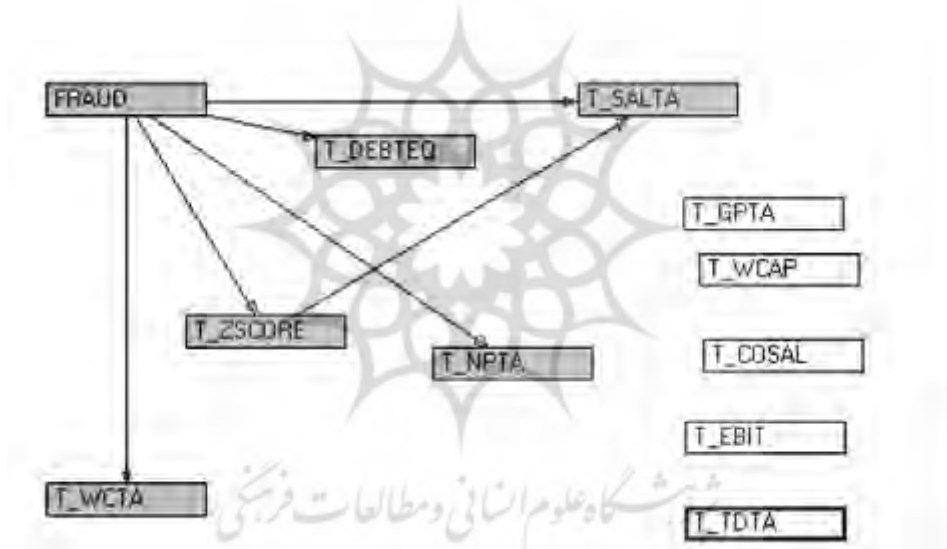 FRAUD
T_SALTA
T_DEBTEQ
T_GPTA
T_WCAP
T_ZSCORE
T_NPTA
T_COSAL
T_EBIT
T_WCTA
پژوهشگاه علوم انسانی و مطالعات فرهنگی
T_TDTA